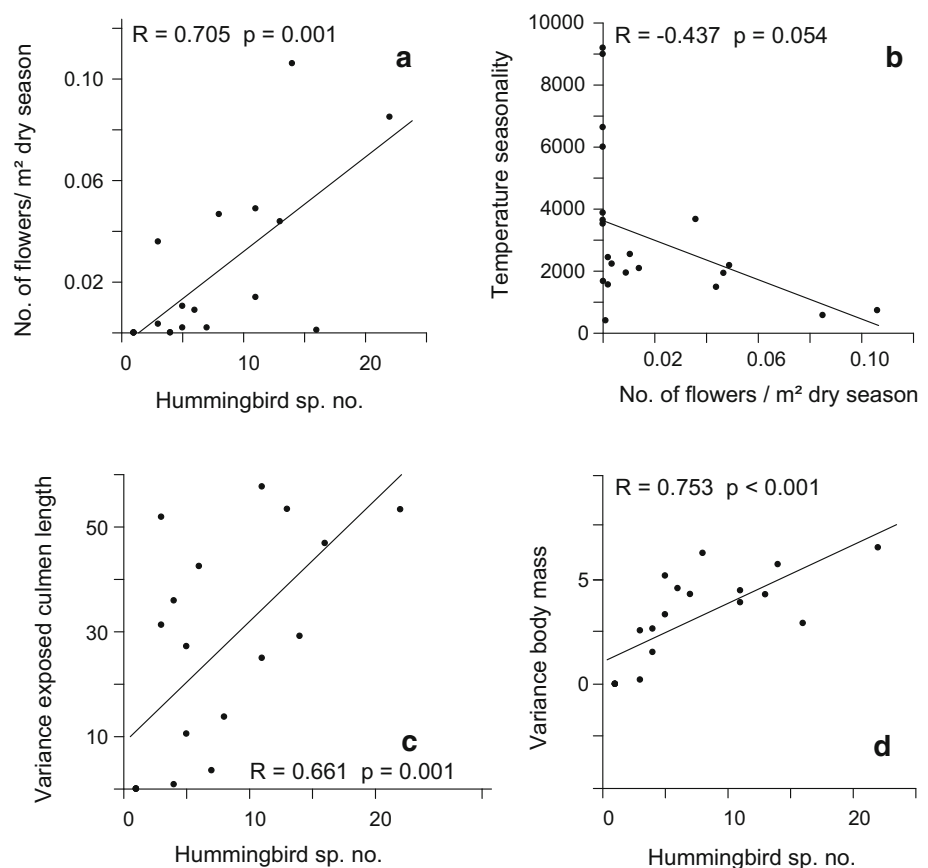 R = 0.705 p = 0.001
a
No. of flowers/ m² dry season
0.10
0.06
0.02
0
10
20
Hummingbird sp. no.
R = -0.437 p = 0.054
b
Temperature seasonality
10000
8000
6000
4000
2000
0
0.02
0.06
0.10
No. of flowers / m² dry season
Variance exposed culmen length
50
30
10
c
R = 0.661 p = 0.001
0
10
20
Hummingbird sp. no.
R = 0.753 p < 0.001
Variance body mass
5
0
d
0
10
20
Hummingbird sp. no.